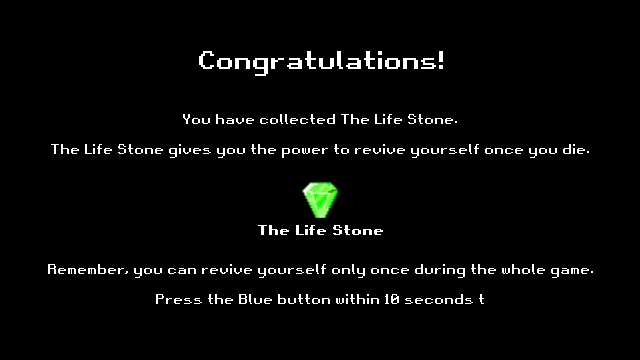 Congratulations!
You have collected The Life Stone.
The Life Stone gives you the power to revive yourself once you die.
The Life Stone
Remember, you can revive yourself only once during the whole game.
Press the Blue button within 10 seconds t